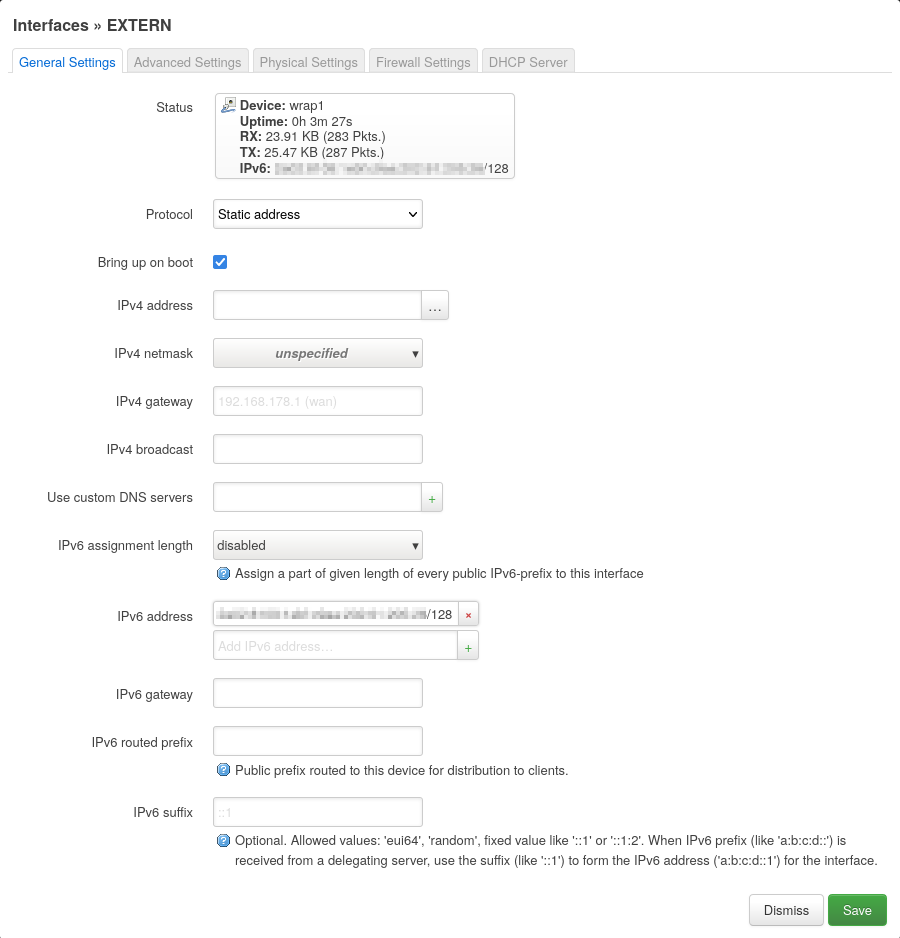 Interfaces » EXTERN
General Settings Advanced Settings Physical Settings Firewall Settings DHCP Server
Status
Device: wrap1
Uptime: 0h 3m 27s
RX: 23.91 KB (283 Pkts.)
TX: 25.47 KB (287 Pkts.)
IPv6: /128
Protocol Static address
Bring up on boot
IPv4 address ...
IPv4 netmask unspecified ▾
IPv4 gateway 192.168.178.1 (wan)
IPv4 broadcast
Use custom DNS servers +
IPv6 assignment length disabled ▾
Assign a part of given length of every public IPv6-prefix to this interface
IPv6 address /128 ×
Add IPv6 address... +
IPv6 gateway
IPv6 routed prefix
Public prefix routed to this device for distribution to clients.
IPv6 suffix ::1
Optional. Allowed values: 'eui64', 'random', fixed value like '::1' or '::1:2'. When IPv6 prefix (like 'a:b:c:d::') is
received from a delegating server, use the suffix (like '::1') to form the IPv6 address ('a:b:c:d::1') for the interface.
Dismiss Save